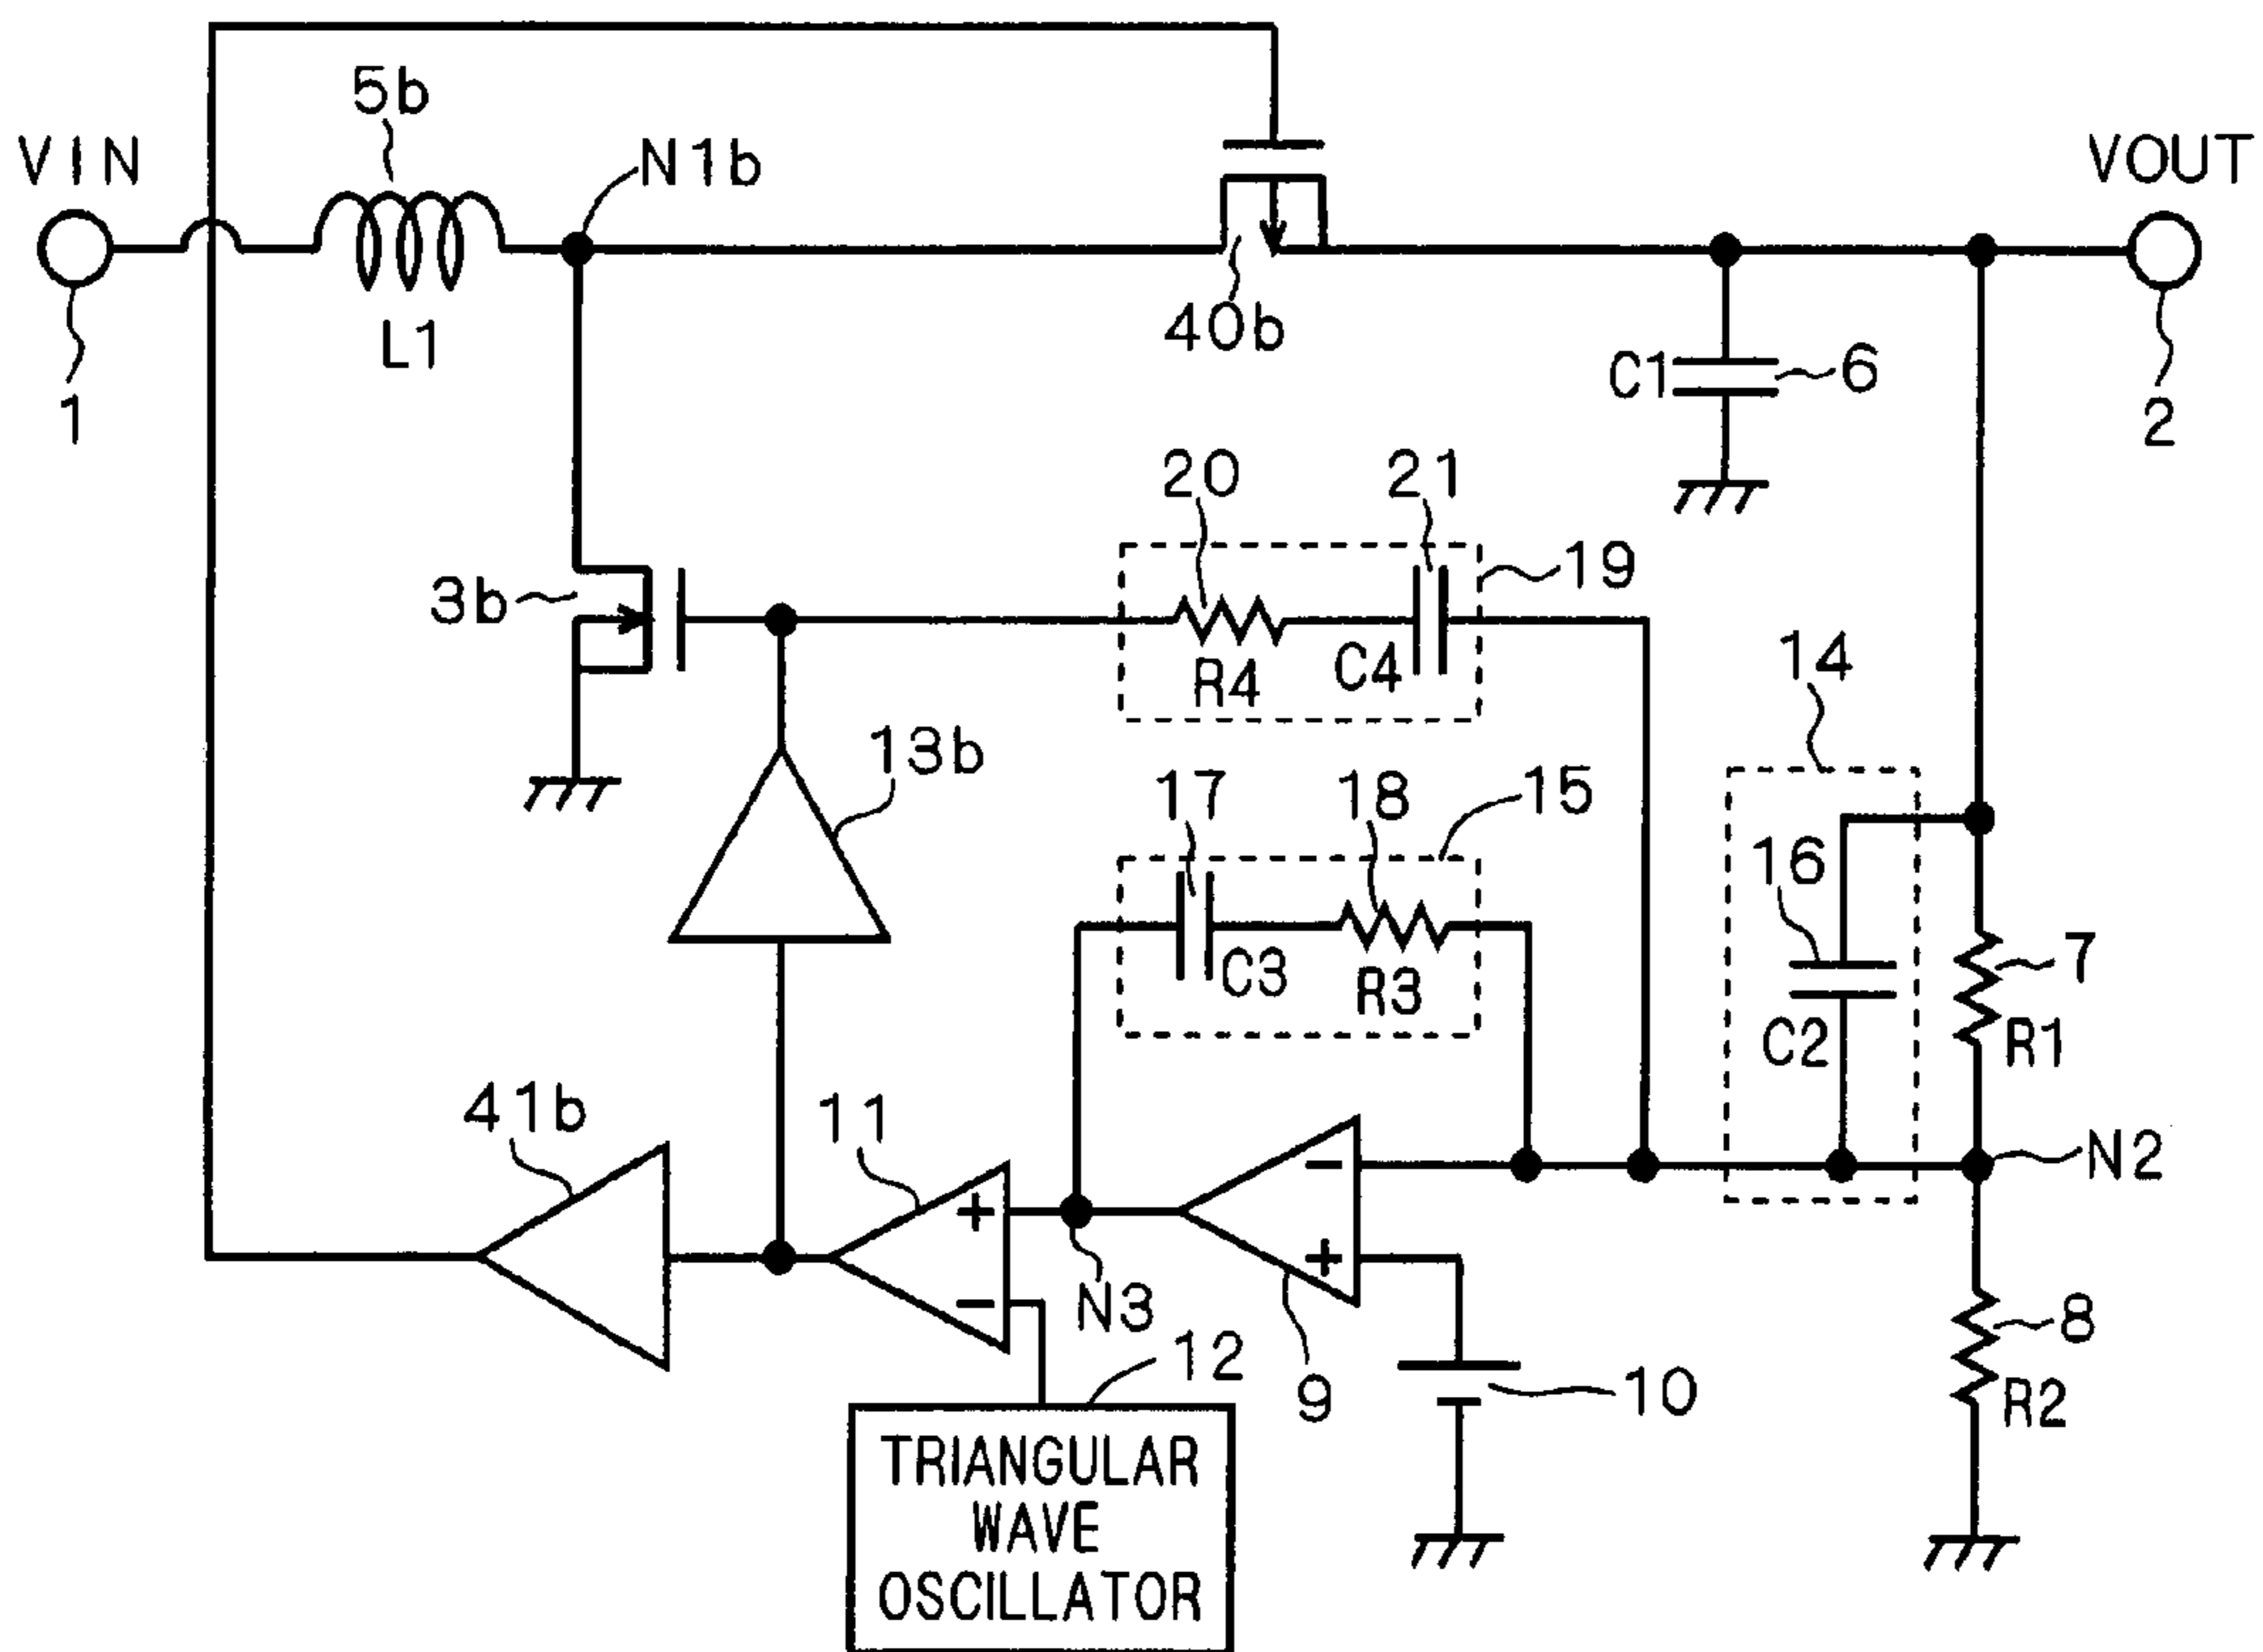 5b
VIN
N1b
VOUT
L1
40b
C1
6
1
2
20
21
19
3b
R4
C4
14
13b
17
18
15
16
C3
R3
7
C2
R1
41b
11
N2
+
-
-
+
N3
8
12
9
10
R2
TRIANGULAR
WAVE
OSCILLATOR